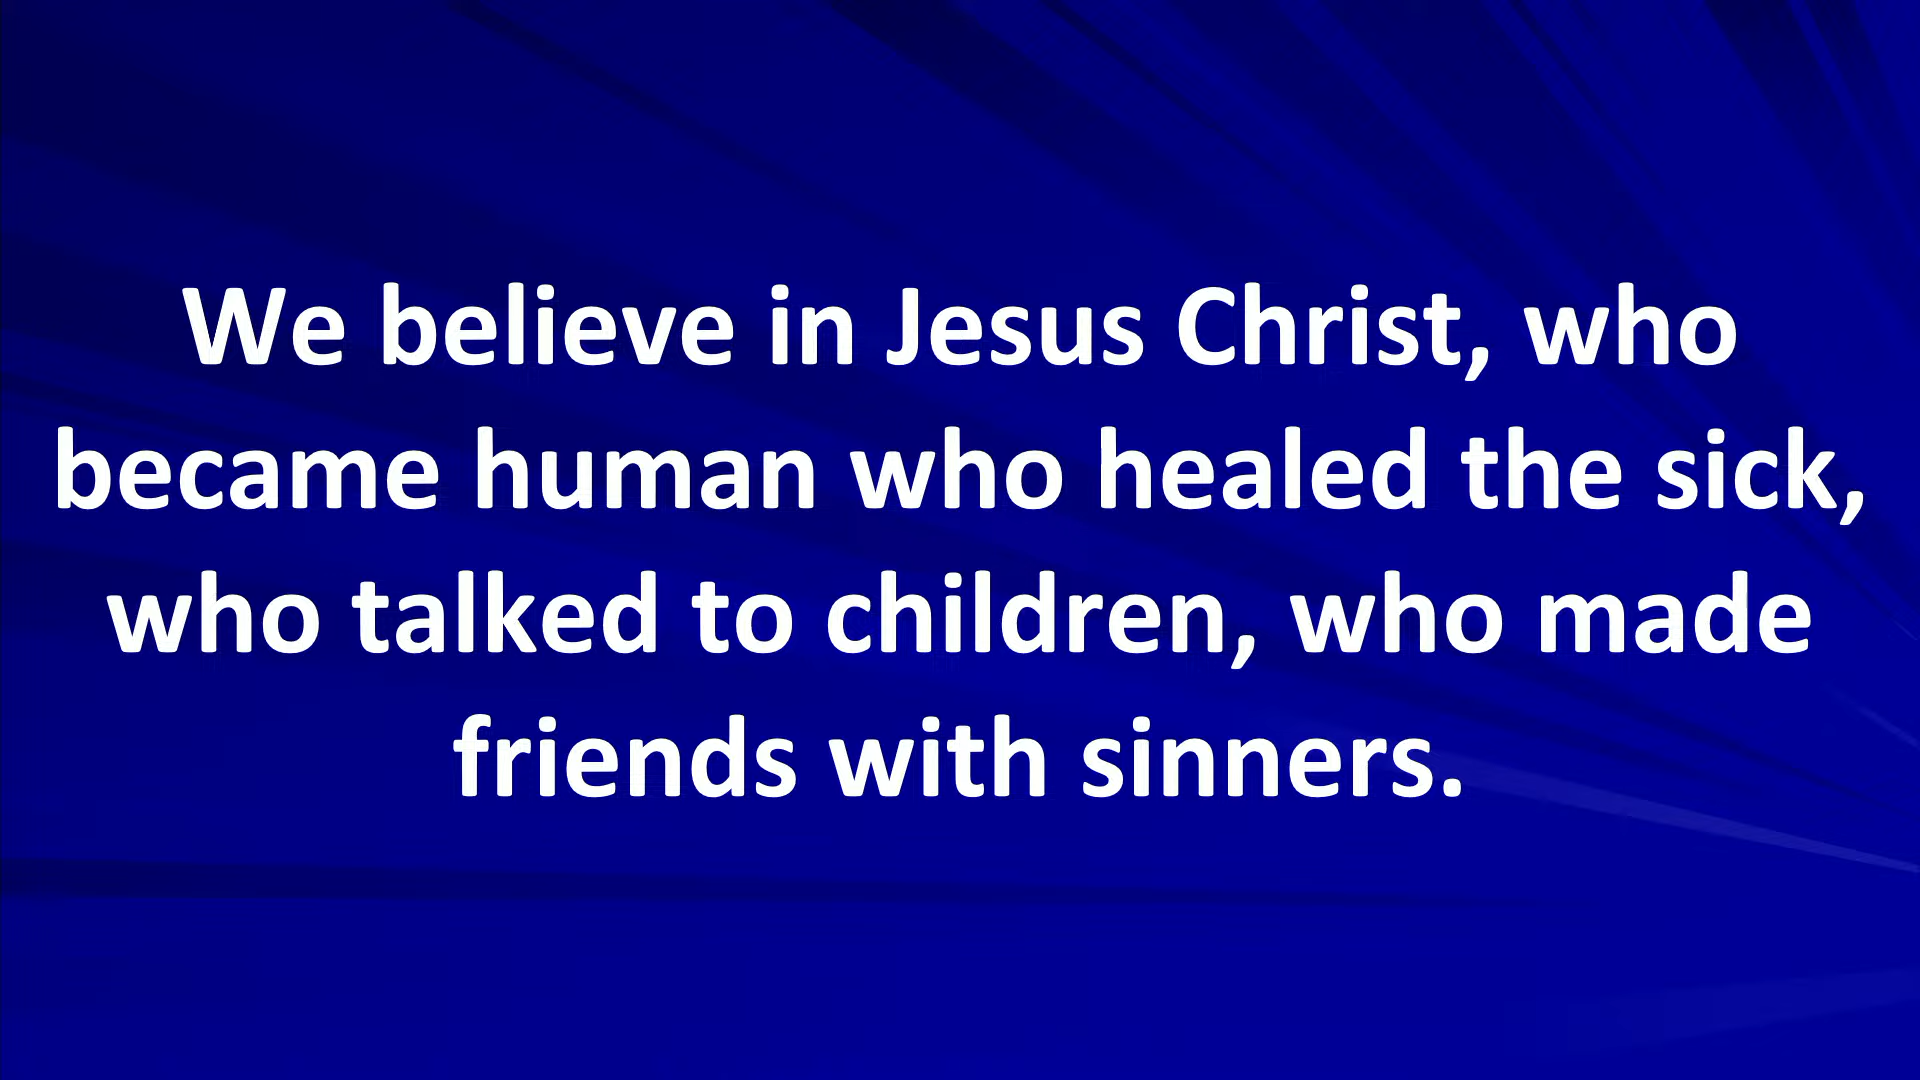 We believe in Jesus Christ, who
became human who healed the sick,
who talked to children, who made
friends with sinners.